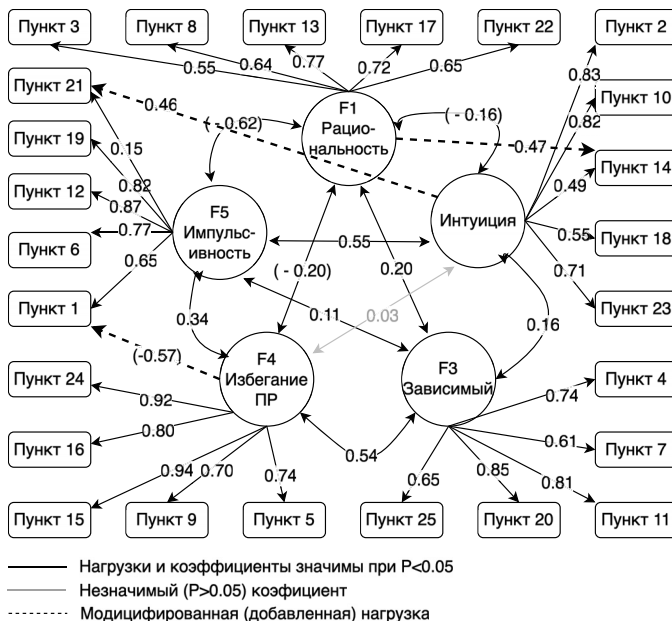 Пункт 3
Пункт 8
Пункт 13
Пункт 17
Пункт 22
Пункт 2
0.55
0.64
0.77
0.72
0.65
0.83
Пункт 21
Пункт 10
0.46
(-0.62)
(-0.16)
0.82
F1
Рацио-
нальность
Пункт 19
0.15
0.47
Пункт 14
Пункт 12
0.82
0.49
0.87
F5
Импульс-
ивность
Интуиция
Пункт 6
0.77
0.55
0.55
Пункт 18
0.65
(-0.20)
0.20
0.71
Пункт 1
0.34
0.11
0.03
0.16
Пункт 23
(-0.57)
F4
Избегание
ПР
F3
Зависимый
Пункт 24
0.92
0.74
Пункт 4
Пункт 16
0.80
0.54
0.61
Пункт 7
0.94
0.70
0.74
0.65
0.85
0.81
Пункт 15
Пункт 9
Пункт 5
Пункт 25
Пункт 20
Пункт 11
Нагрузки и коэффициенты значимы при P<0.05
Незначимый (P>0.05) коэфициент
Модицифированная (добавленная) нагрузка